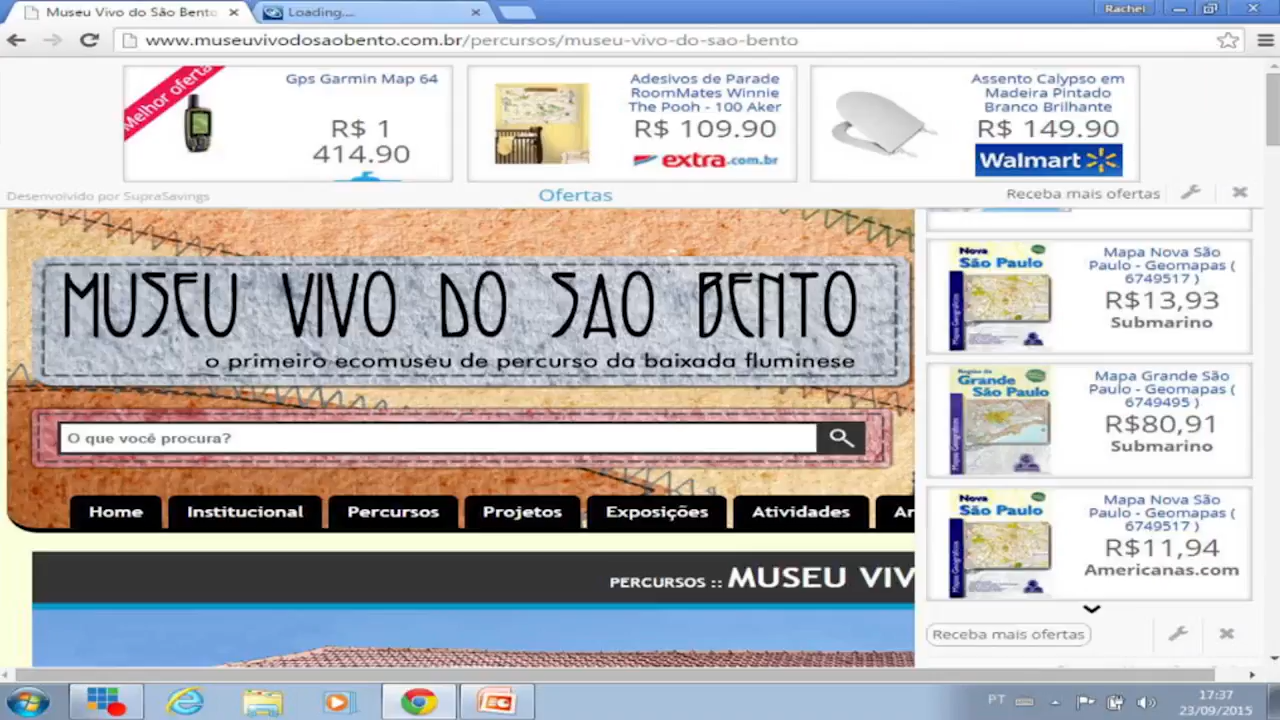 Museu Vivo do São Bento
Loading....
Rachel
www.museuvivodosaobento.com.br/percursos/museu-vivo-do-sao-bento
Melhor oferta
Gps Garmin Map 64
R$ 1
414.90
Adesivos de Parade
RoomMates Winnie
The Pooh - 100 Aker
R$ 109.90
extra.com.br
Assento Calypso em
Madeira Pintado
Branco Brilhante
R$ 149.90
Walmart
Desenvolvido por SupraSavings
Ofertas
Receba mais ofertas
MUSEU VIVO DO SAO BENTO
o primeiro ecomuseu de percurso da baixada fluminese
O que você procura?
Home
Institucional
Percursos
Projetos
Exposições
Atividades
Ar
PERCURSOS :: MUSEU VIV
Nova
São Paulo
Mapa Nova São
Paulo - Geomapas (
6749517 )
R$13,93
Submarino
Grande
São Paulo
Mapa Grande São
Paulo - Geomapas (
6749495 )
R$80,91
Submarino
Nova
São Paulo
Mapa Nova São
Paulo - Geomapas (
6749517 )
R$11,94
Americanas.com
Receba mais ofertas
PT
17:37
23/09/2015